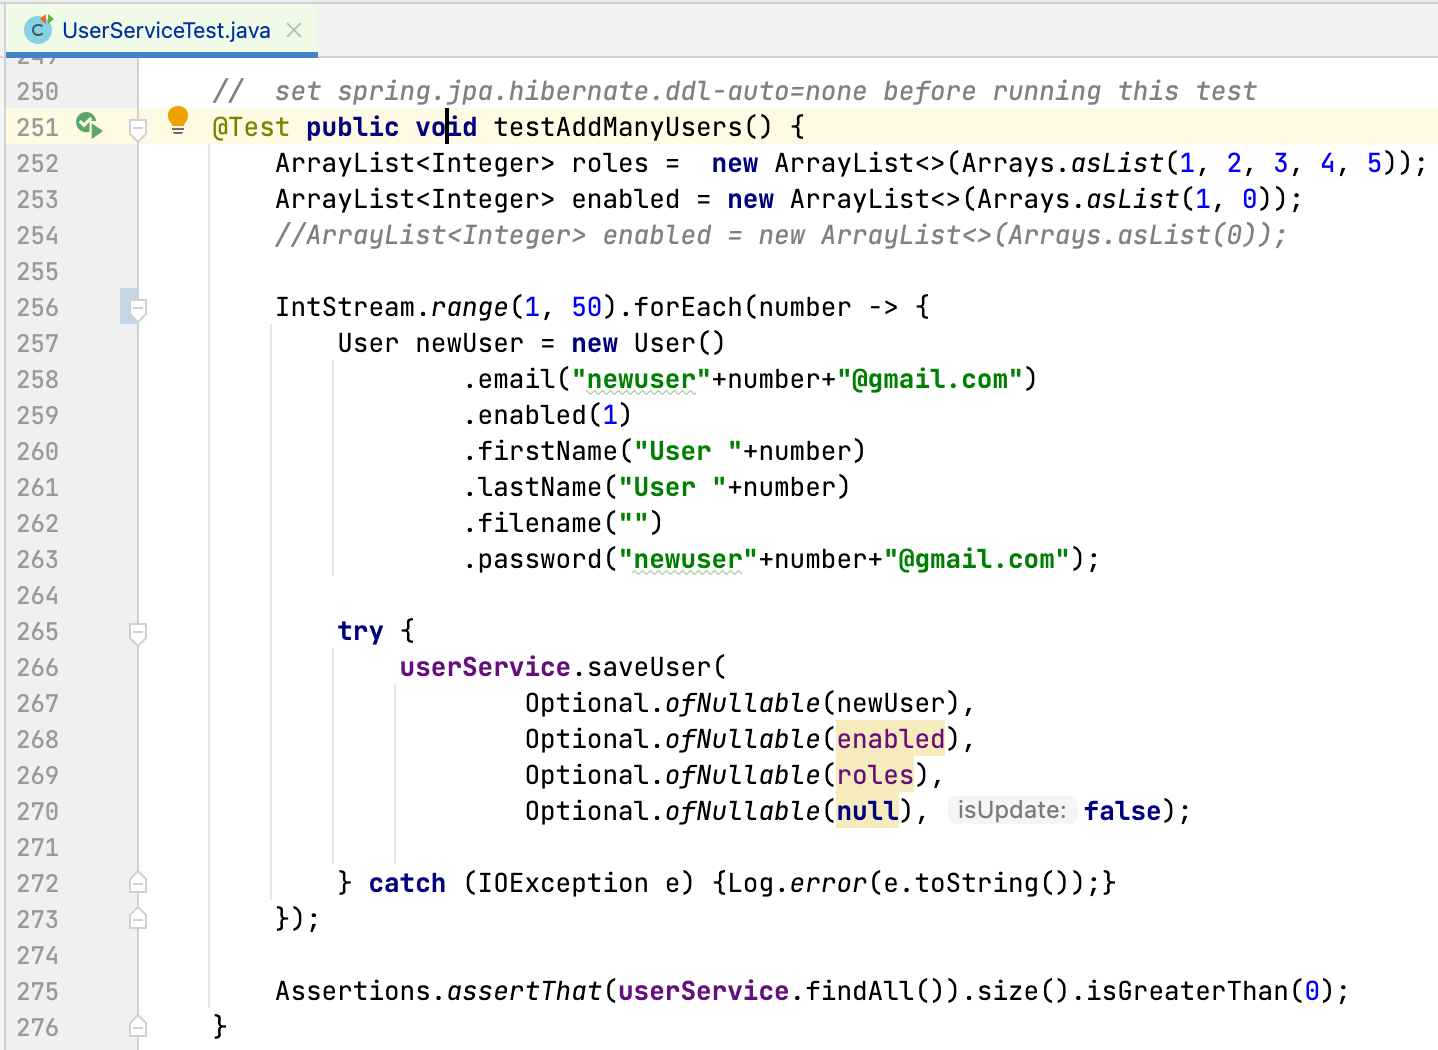 UserServiceTest.java
250 // set spring.jpa.hibernate.ddl-auto=none before running this test
251 @Test public void testAddManyUsers() {
252 ArrayList<Integer> roles =  new ArrayList<>(Arrays.asList(1, 2, 3, 4, 5));
253 ArrayList<Integer> enabled = new ArrayList<>(Arrays.asList(1, 0));
254 //ArrayList<Integer> enabled = new ArrayList<>(Arrays.asList(0));
255
256 IntStream.range(1, 50).forEach(number -> {
257 User newUser = new User()
258 .email("newuser"+number+"@gmail.com")
259 .enabled(1)
260 .firstName("User "+number)
261 .lastName("User "+number)
262 .filename("")
263 .password("newuser"+number+"@gmail.com");
264
265 try {
266 userService.saveUser(
267 Optional.ofNullable(newUser),
268 Optional.ofNullable(enabled),
269 Optional.ofNullable(roles),
270 Optional.ofNullable(null), isUpdate: false);
271
272 } catch (IOException e) {Log.error(e.toString());}
273 });
274
275 Assertions.assertThat(userService.findAll()).size().isGreaterThan(0);
276 }